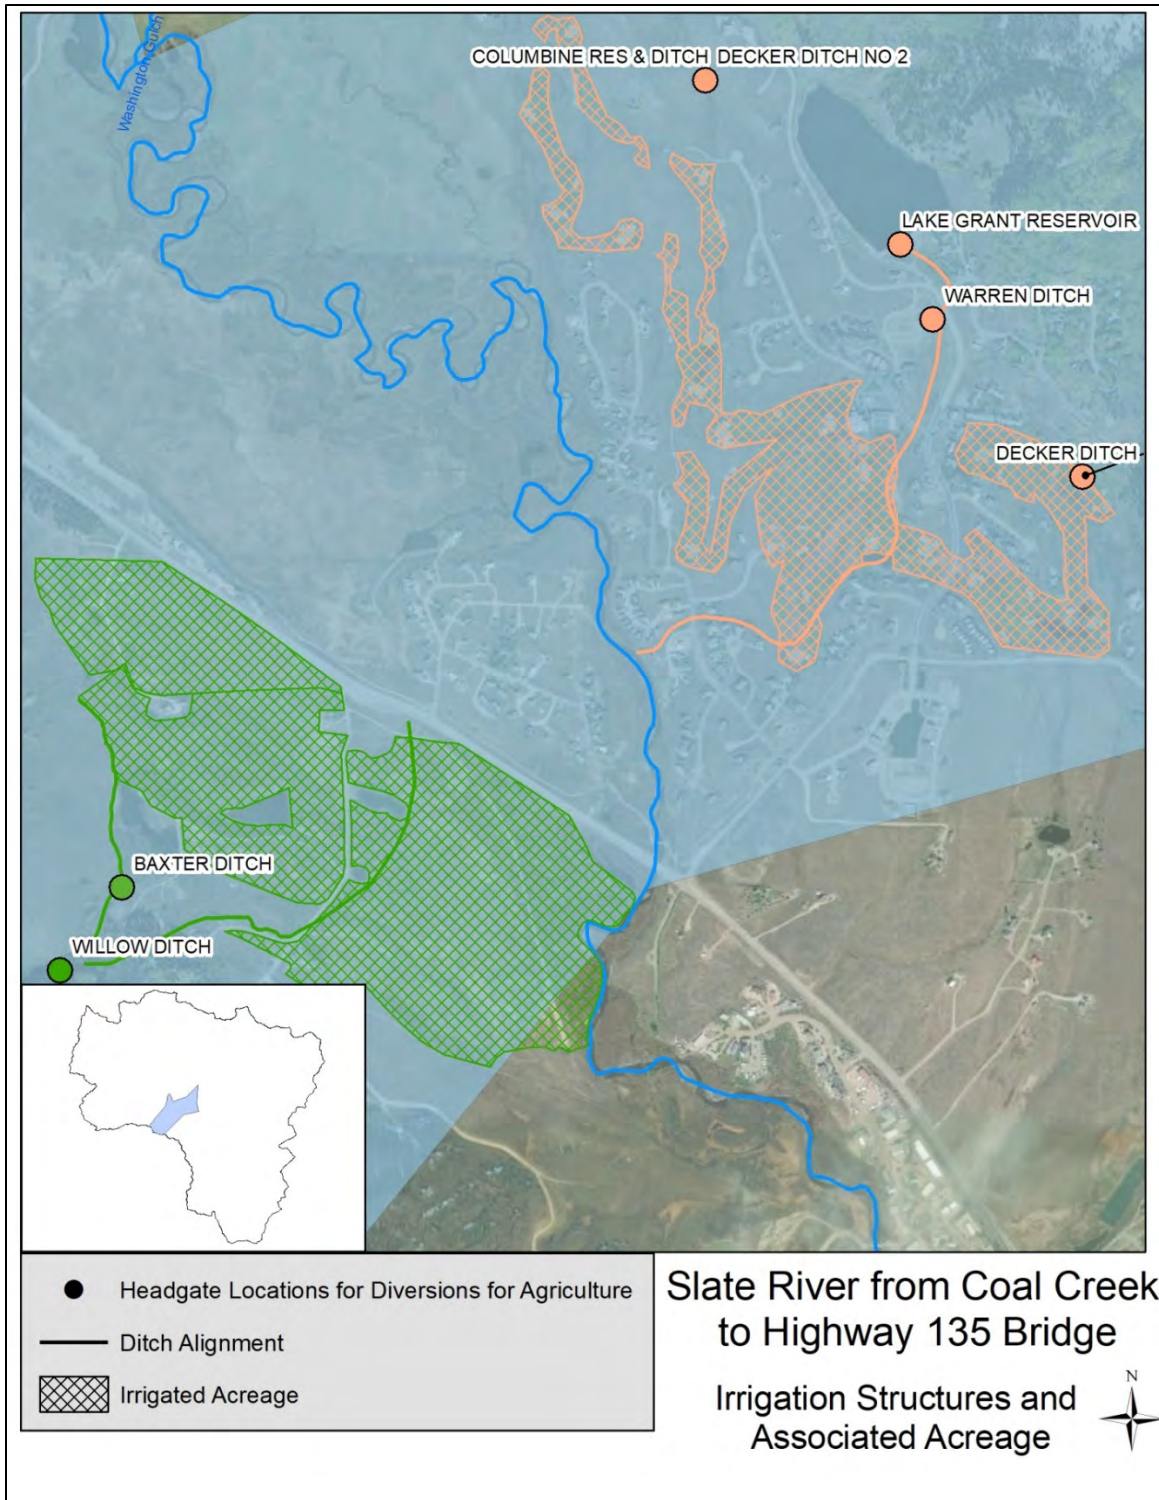 Washington Gulch
COLUMBINE RES & DITCH DECKER DITCH NO 2
LAKE GRANT RESERVOIR
WARREN DITCH
DECKER DITCH
BAXTER DITCH
WILLOW DITCH
Headgate Locations for Diversions for Agriculture
Ditch Alignment
Irrigated Acreage
Slate River from Coal Creek
to Highway 135 Bridge
Irrigation Structures and
Associated Acreage
N